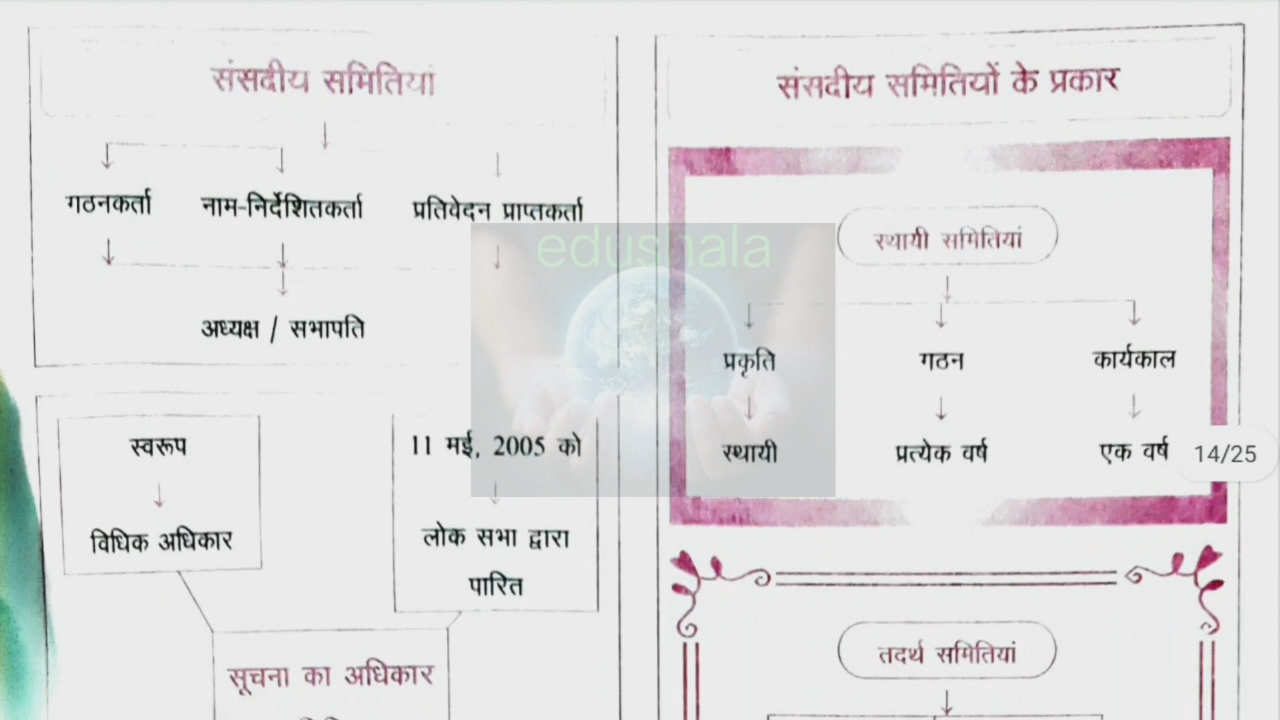 संसदीय समितियां
गठनकर्ता नाम-निर्देशितकर्ता प्रतिवेदन प्राप्तकर्ता
अध्यक्ष / सभापति
स्वरूप
विधिक अधिकार
11 मई, 2005 को
लोक सभा द्वारा
पारित
सूचना का अधिकार
संसदीय समितियों के प्रकार
स्थायी समितियां
प्रकृति गठन कार्यकाल
स्थायी प्रत्येक वर्ष एक वर्ष
तदर्थ समितियां
edushala
14/25